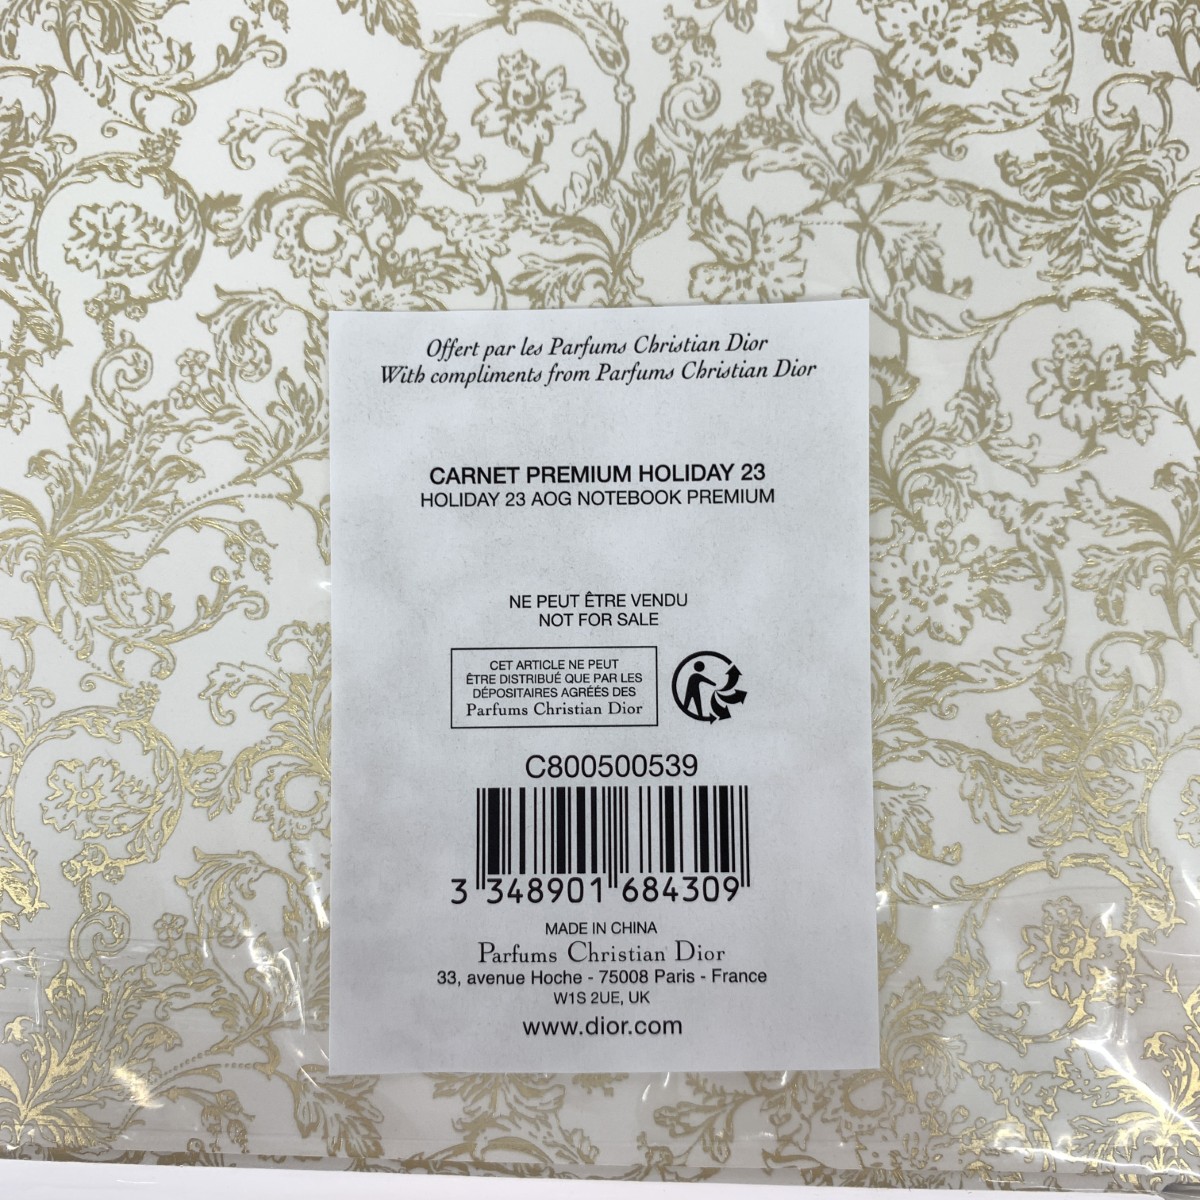 Offert par les Parfums Christian Dior
With compliments from Parfums Christian Dior
CARNET PREMIUM HOLIDAY 23
HOLIDAY 23 AOG NOTEBOOK PREMIUM
NE PEUT ÊTRE VENDU
NOT FOR SALE
CET ARTICLE NE PEUT
ÊTRE DISTRIBUÉ QUE PAR LES
DÉPOSITAIRES AGRÉÉS DES
Parfums Christian Dior
C800500539
3 348901 684309
MADE IN CHINA
Parfums Christian Dior
33, avenue Hoche - 75008 Paris - France
W1S 2UE, UK
www.dior.com